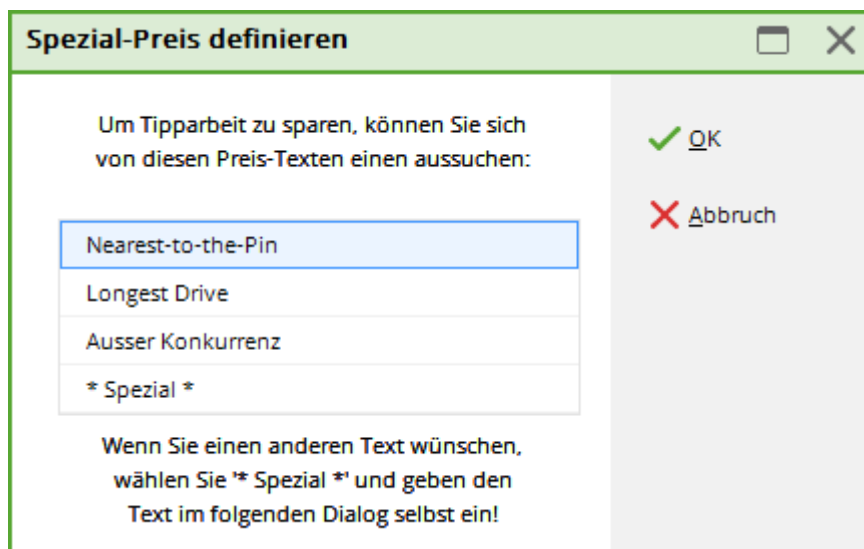 Spezial-Preis definieren
Um Tipparbeit zu sparen, können Sie sich
von diesen Preis-Texten einen aussuchen:
Nearest-to-the-Pin
Longest Drive
Ausser Konkurrenz
* Spezial *
Wenn Sie einen anderen Text wünschen,
wählen Sie '* Spezial *' und geben den
Text im folgenden Dialog selbst ein!
OK
Abbruch